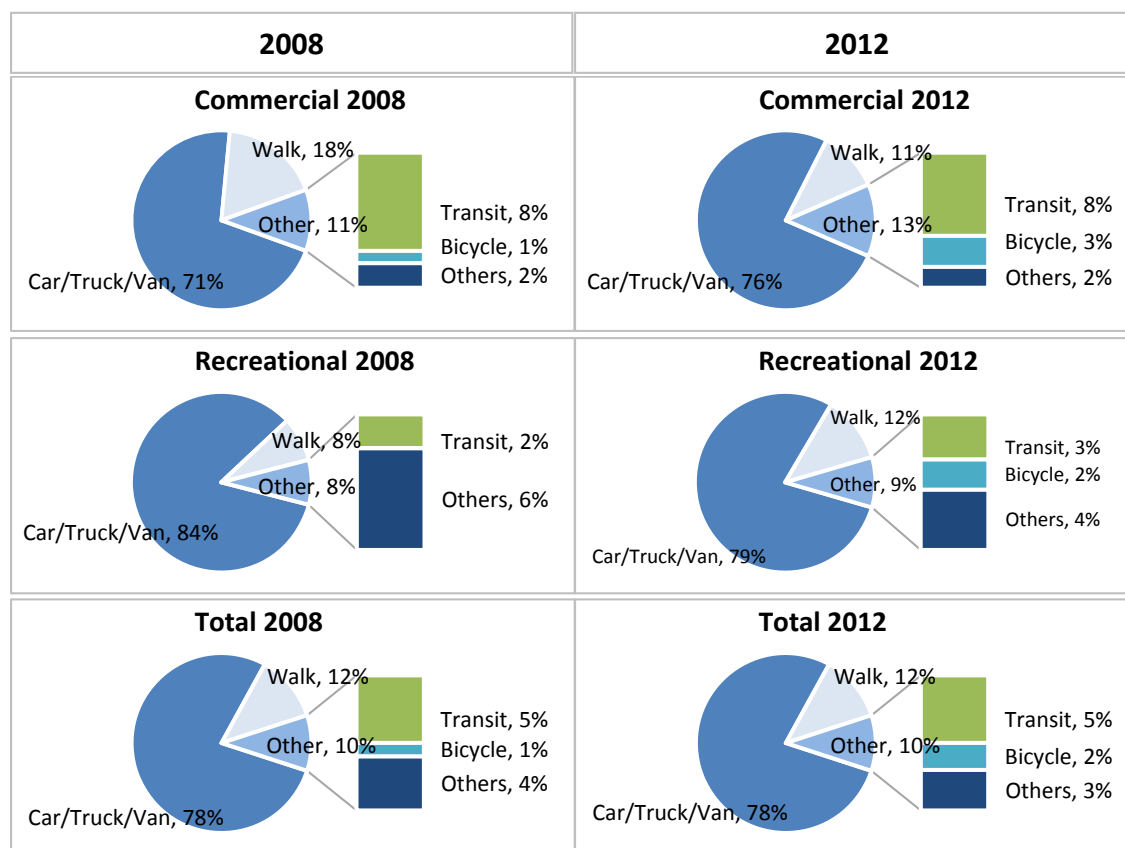 2008
2012
Commercial 2008
Walk, 18%
Other, 11%
Car/Truck/Van, 71%
Transit, 8%
Bicycle, 1%
Others, 2%
Commercial 2012
Walk, 11%
Other, 13%
Car/Truck/Van, 76%
Transit, 8%
Bicycle, 3%
Others, 2%
Recreational 2008
Walk, 8%
Other, 8%
Car/Truck/Van, 84%
Transit, 2%
Others, 6%
Recreational 2012
Walk, 12%
Other, 9%
Car/Truck/Van, 79%
Transit, 3%
Bicycle, 2%
Others, 4%
Total 2008
Walk, 12%
Other, 10%
Car/Truck/Van, 78%
Transit, 5%
Bicycle, 1%
Others, 4%
Total 2012
Walk, 12%
Other, 10%
Car/Truck/Van, 78%
Transit, 5%
Bicycle, 2%
Others, 3%